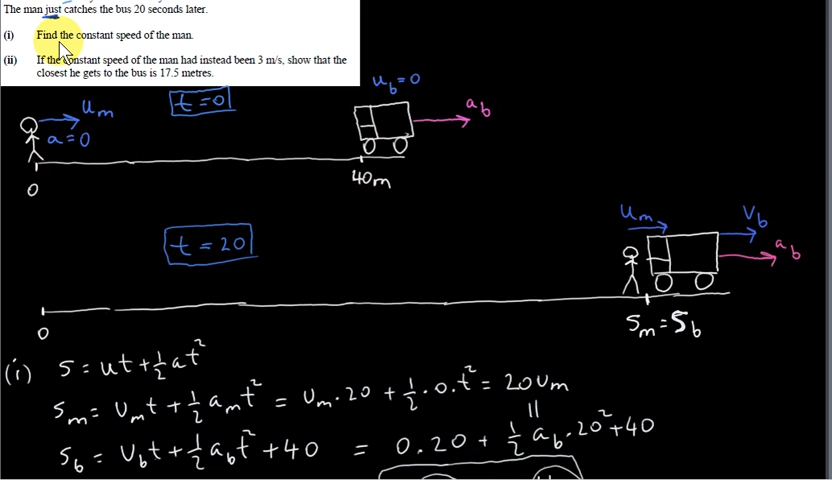 The man just catches the bus 20 seconds later.
(i) Find the constant speed of the man.
(ii) If the constant speed of the man had instead been 3 m/s, show that the
closest he gets to the bus is 17.5 metres.
t = 0
u_b = 0
u_m
a_b
a = 0
0
40m
t = 20
u_m
v_b
a_b
0
s_m = s_b
(i) s = ut + ½at²
s_m = u_m t + ½ a_m t² = u_m · 20 + ½ · 0 · t² = 20u_m
=
s_b = u_b t + ½ a_b t² + 40 = 0.20 + ½ a_b · 20² + 40